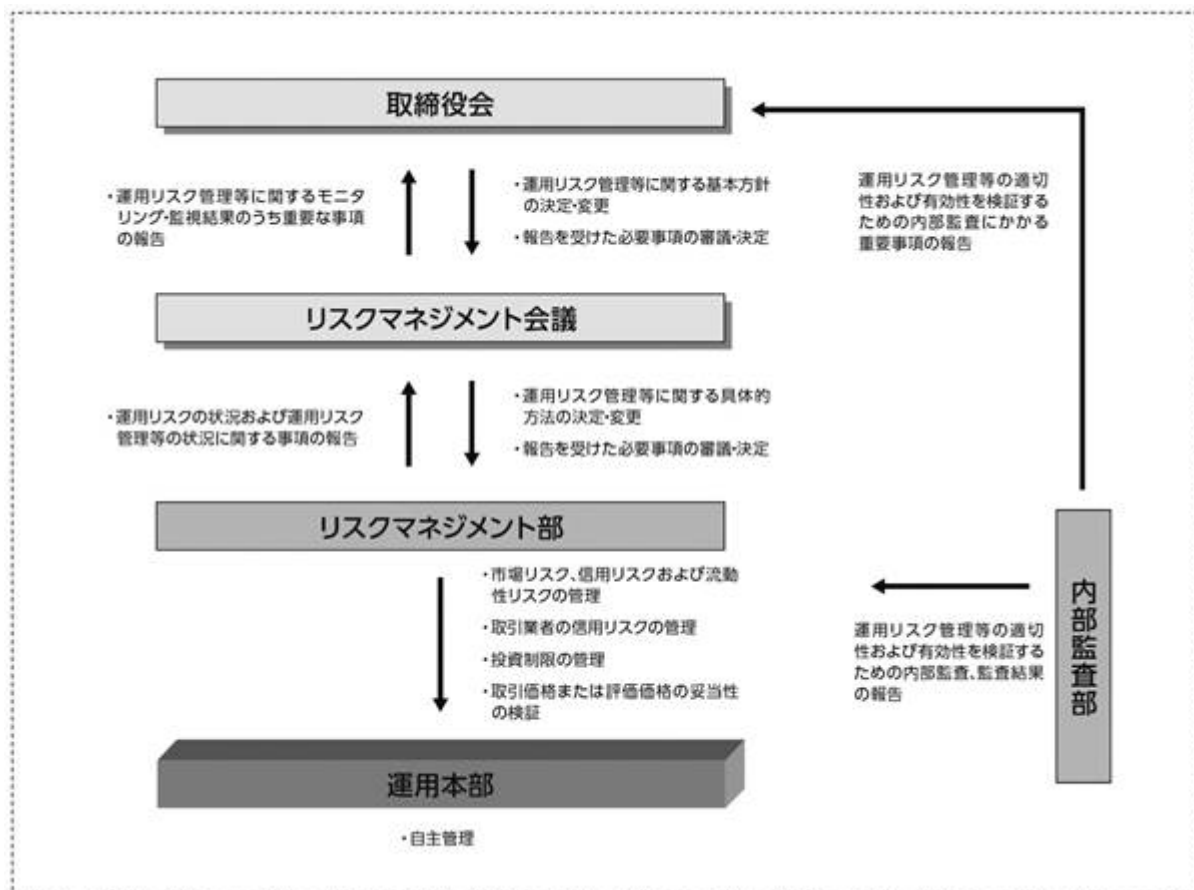 取締役会
・運用リスク管理等に関するモニタ
リング・監視結果のうち重要な事項
の報告
・運用リスク管理等に関する基本方針
の決定・変更
・報告を受けた必要事項の審議・決定
運用リスク管理等の適切
性および有効性を検証する
ための内部監査にかかる
重要事項の報告
リスクマネジメント会議
・運用リスクの状況および運用リスク
管理等の状況に関する事項の報告
・運用リスク管理等に関する具体的
方法の決定・変更
・報告を受けた必要事項の審議・決定
リスクマネジメント部
・市場リスク、信用リスクおよび流動
性リスクの管理
・取引業者の信用リスクの管理
・投資制限の管理
・取引価格または評価価格の妥当性
の検証
運用リスク管理等の適切
性および有効性を検証する
ための内部監査、監査結果
の報告
内部監査部
運用本部
・自主管理